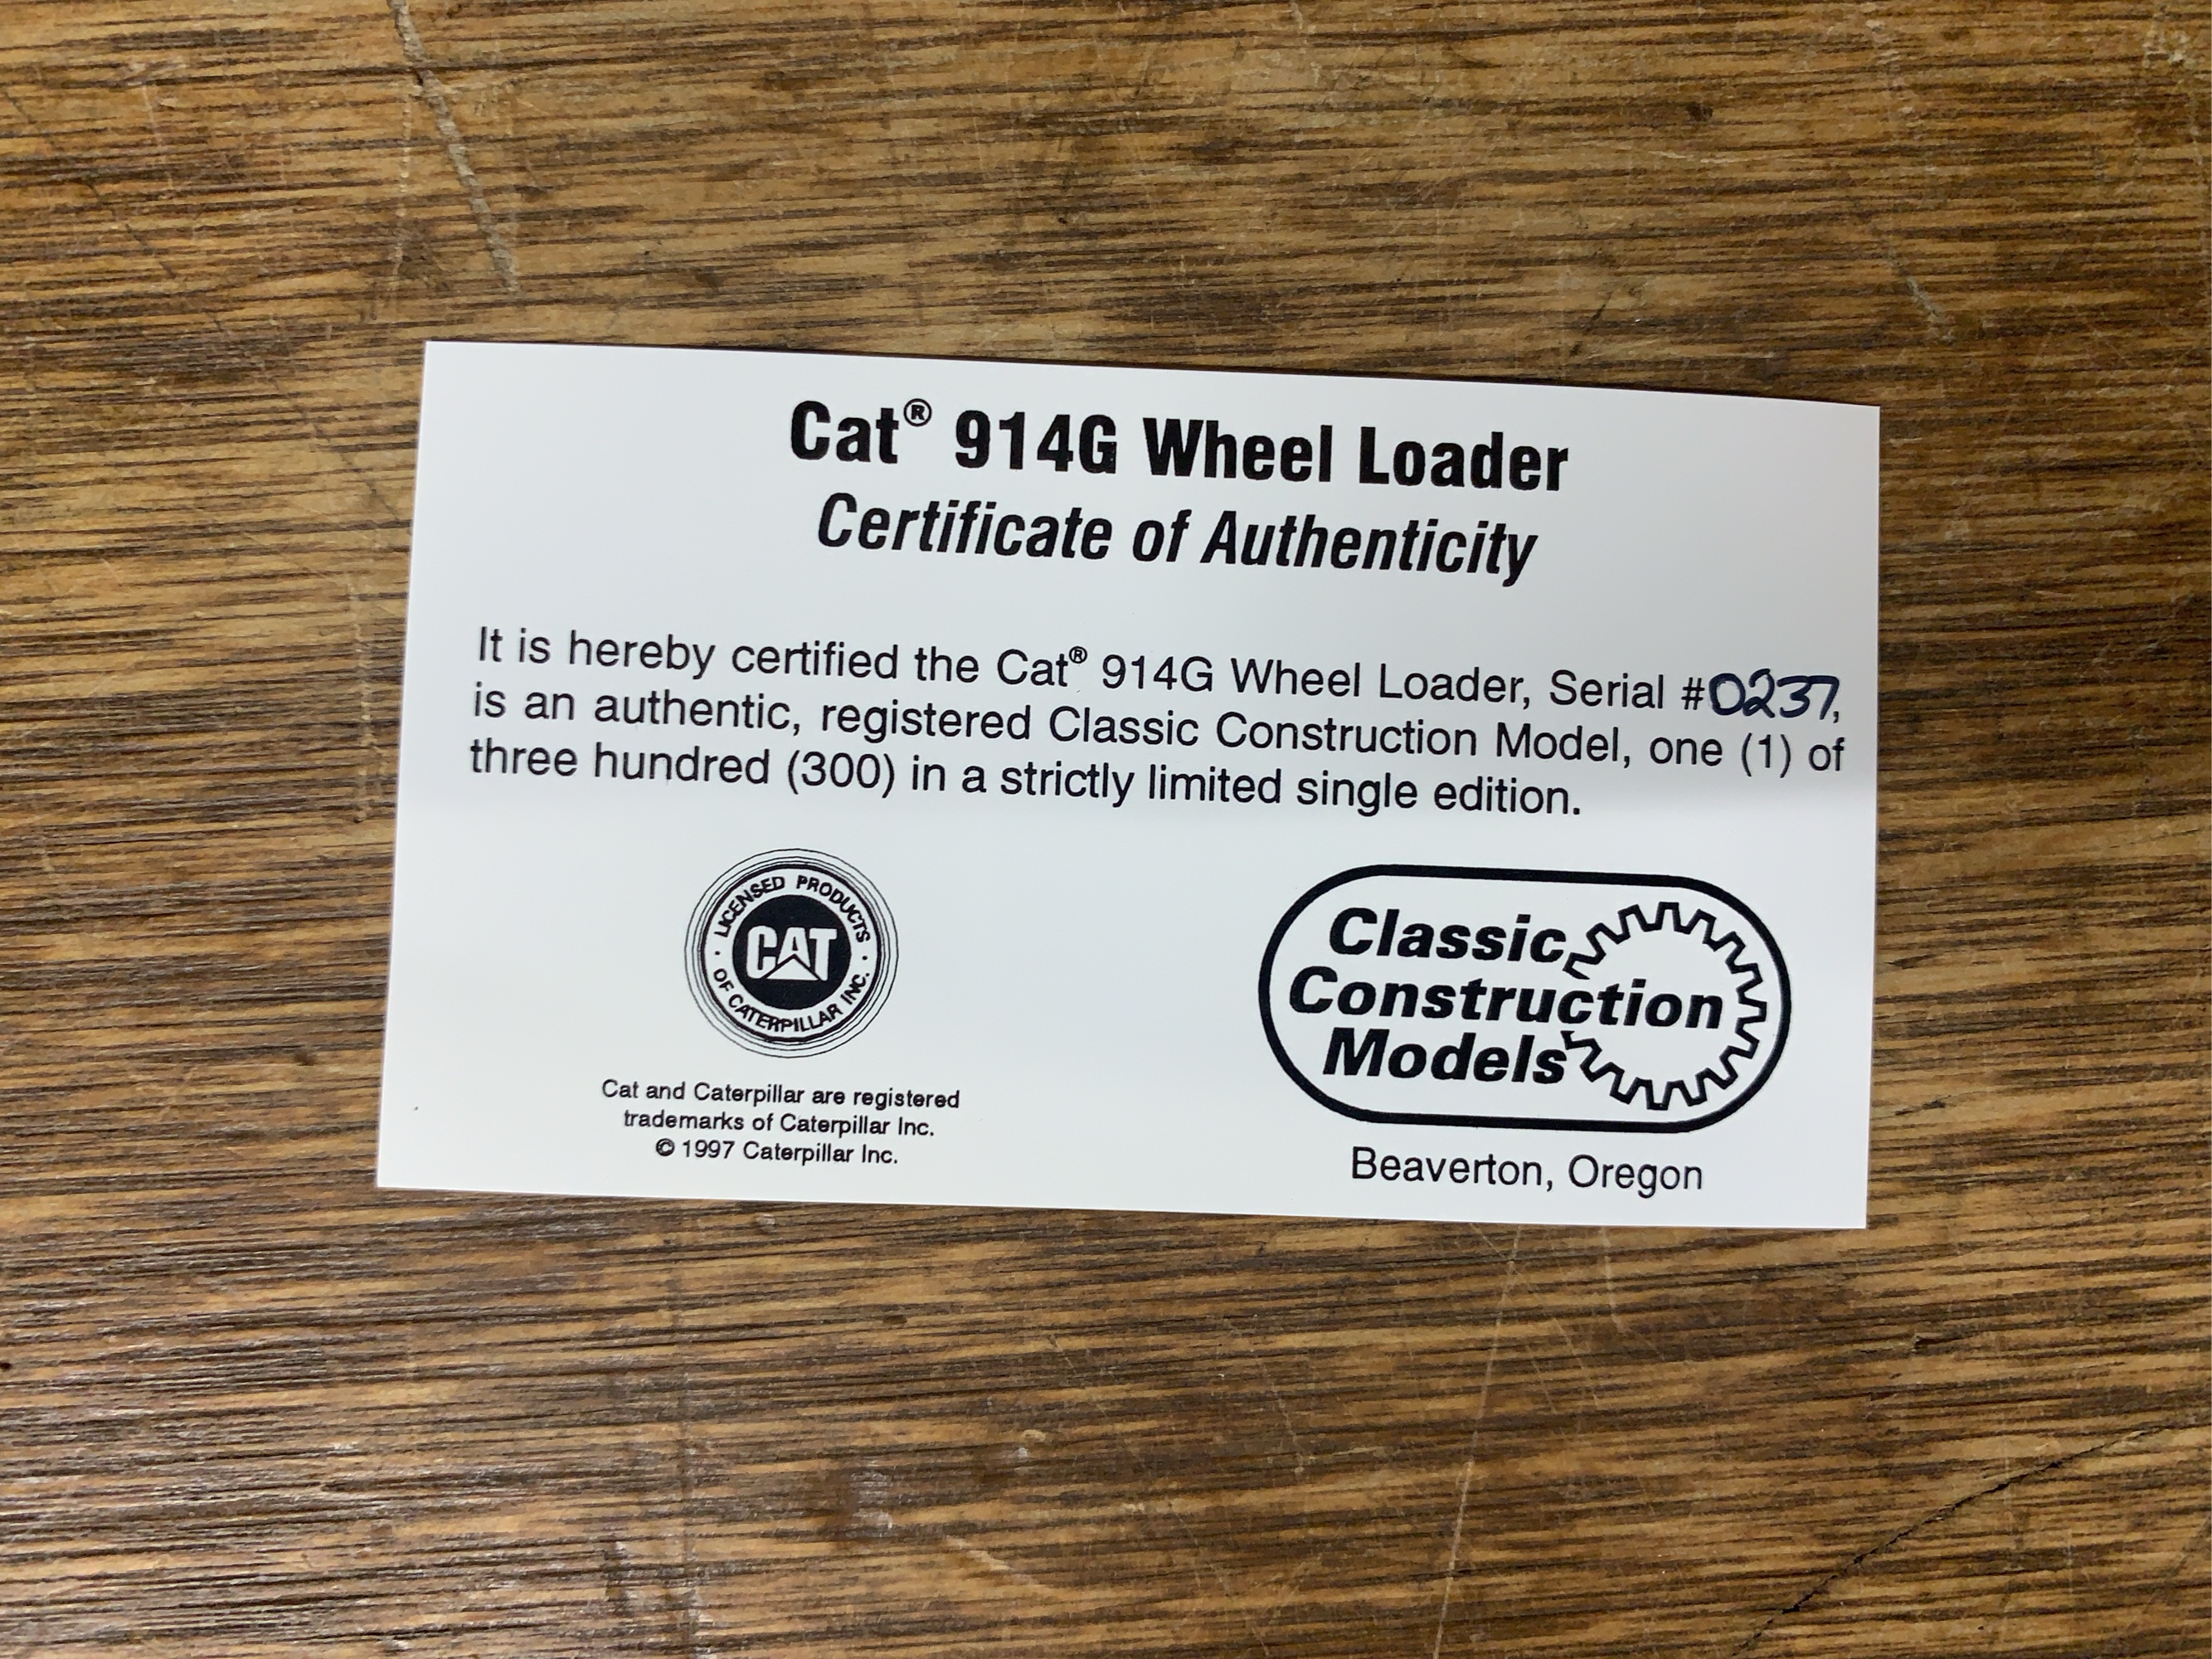 Cat® 914G Wheel Loader
Certificate of Authenticity
It is hereby certified the Cat® 914G Wheel Loader, Serial #0237,
is an authentic, registered Classic Construction Model, one (1) of
three hundred (300) in a strictly limited single edition.
LICENSED PRODUCTS
CAT
OF CATERPILLAR INC.
Cat and Caterpillar are registered
trademarks of Caterpillar Inc.
© 1997 Caterpillar Inc.
Classic
Construction
Models
Beaverton, Oregon